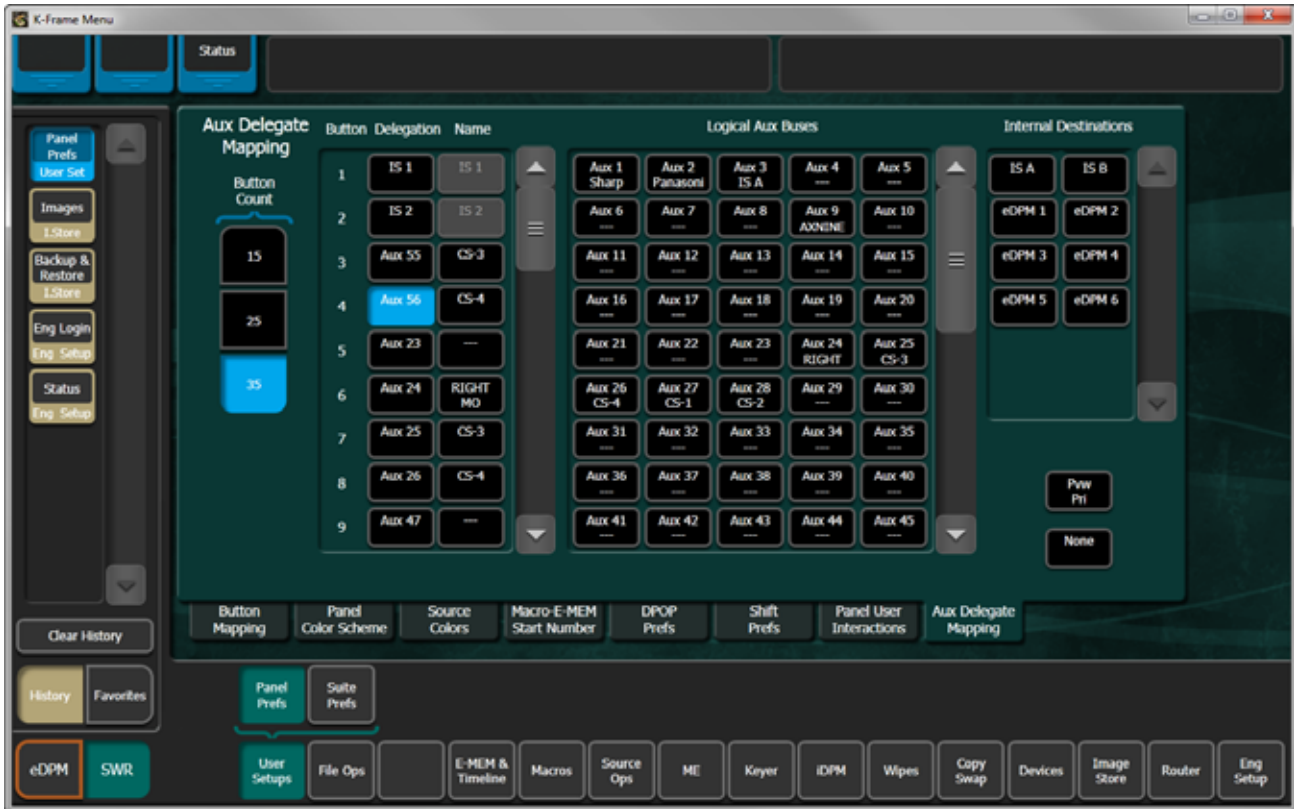 K-Frame Menu
Status
Panel
Prefs
User Set
Images
I.Store
Backup &
Restore
I.Store
Eng Login
Eng Setup
Status
Eng Setup
Clear History
History
Favorites
eDPM
SWR
Aux Delegate
Mapping
Button
Count
15
25
35
Button Delegation Name
1 IS 1 IS 1
2 IS 2 IS 2
3 Aux 55 CS-3
4 Aux 56 CS-4
5 Aux 23 ---
6 Aux 24 RIGHT
MO
7 Aux 25 CS-3
8 Aux 26 CS-4
9 Aux 47 ---
Logical Aux Buses
Aux 1 Aux 2 Aux 3 Aux 4 Aux 5
Sharp Panasoni IS A --- ---
Aux 6 Aux 7 Aux 8 Aux 9 Aux 10
--- --- --- AXNINE ---
Aux 11 Aux 12 Aux 13 Aux 14 Aux 15
--- --- --- --- ---
Aux 16 Aux 17 Aux 18 Aux 19 Aux 20
--- --- --- --- ---
Aux 21 Aux 22 Aux 23 Aux 24 Aux 25
--- --- --- RIGHT CS-3
Aux 26 Aux 27 Aux 28 Aux 29 Aux 30
CS-4 CS-1 CS-2 --- ---
Aux 31 Aux 32 Aux 33 Aux 34 Aux 35
--- --- --- --- ---
Aux 36 Aux 37 Aux 38 Aux 39 Aux 40
--- --- --- --- ---
Aux 41 Aux 42 Aux 43 Aux 44 Aux 45
--- --- --- --- ---
Internal Destinations
IS A IS B
eDPM 1 eDPM 2
eDPM 3 eDPM 4
eDPM 5 eDPM 6
Pvw
Pri
None
Button
Mapping
Panel
Color Scheme
Source
Colors
Macro-E-MEM
Start Number
DPOP
Prefs
Shift
Prefs
Panel User
Interactions
Aux Delegate
Mapping
Panel
Prefs
Suite
Prefs
User
Setups
File Ops
E-MEM &
Timeline
Macros
Source
Ops
ME
Keyer
iDPM
Wipes
Copy
Swap
Devices
Image
Store
Router
Eng
Setup